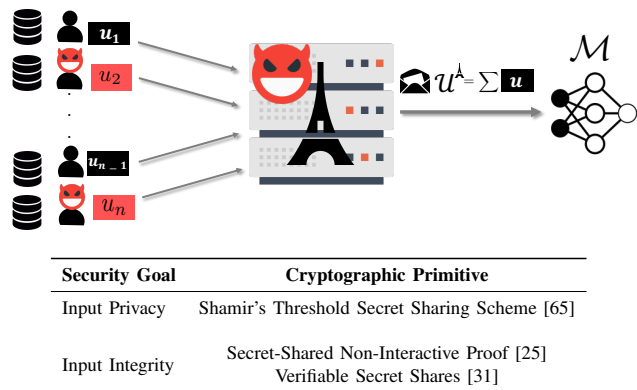 u1
u2
𝓜
𝒰 = ∑ u
un−1
un
Security Goal Cryptographic Primitive
Input Privacy Shamir's Threshold Secret Sharing Scheme [65]
Input Integrity Secret-Shared Non-Interactive Proof [25]
Verifiable Secret Shares [31]